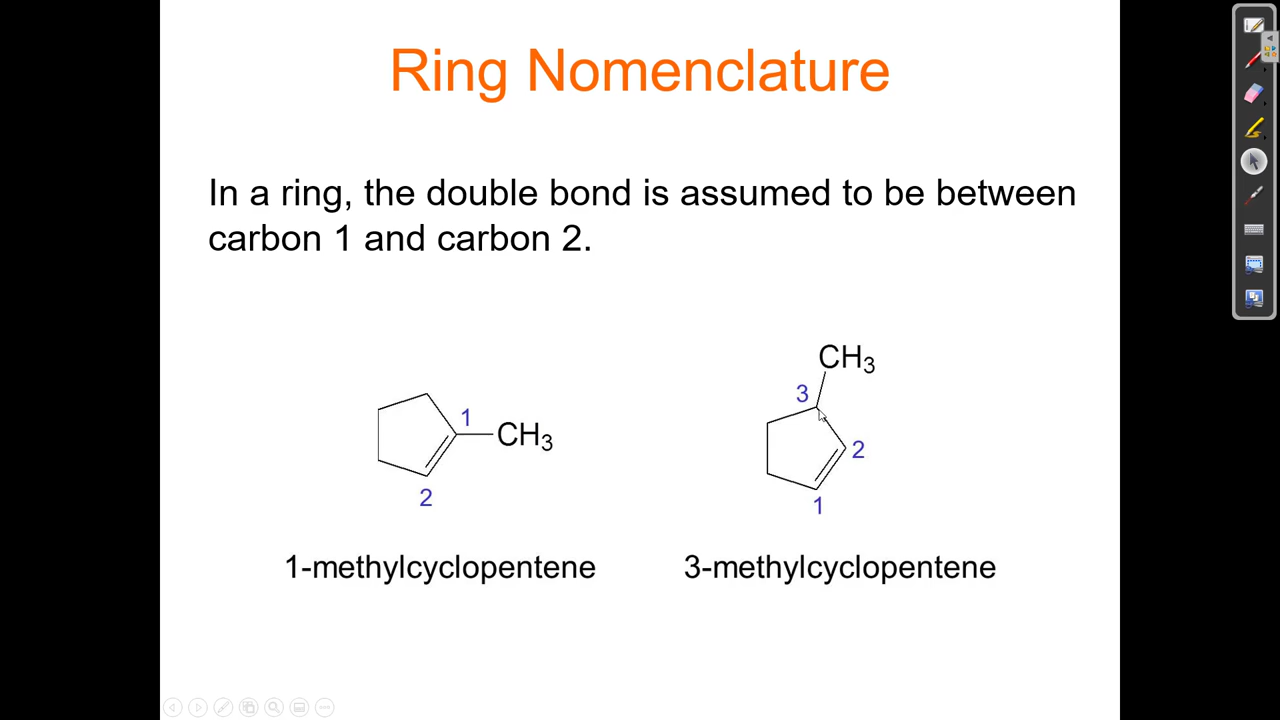 Ring Nomenclature
In a ring, the double bond is assumed to be between
carbon 1 and carbon 2.
CH3
3
1
CH3
2
2
1
1-methylcyclopentene
3-methylcyclopentene